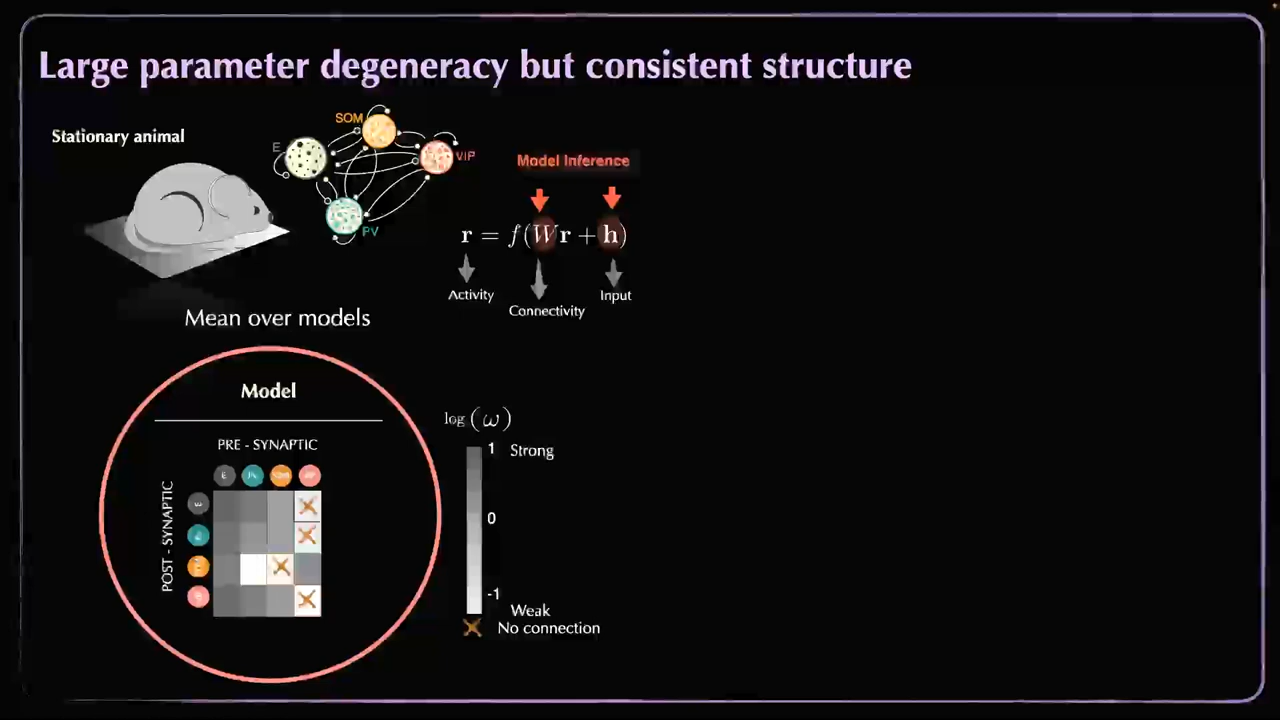 Large parameter degeneracy but consistent structure
Stationary animal
SOM
E
VIP
PV
Model Inference
r = f(Wr + h)
Activity
Connectivity
Input
Mean over models
Model
PRE - SYNAPTIC
E
POST - SYNAPTIC
log (ω)
1
Strong
0
-1
Weak
No connection